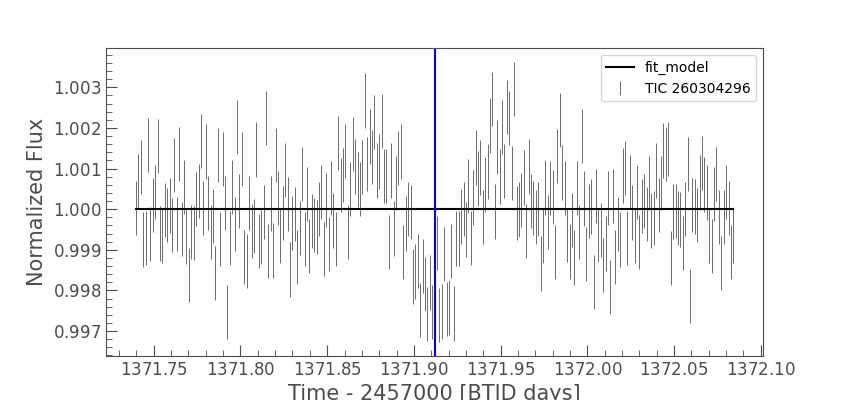 fit_model
TIC 260304296
1.003
1.002
1.001
1.000
0.999
0.998
0.997
Normalized Flux
1371.75 1371.80 1371.85 1371.90 1371.95 1372.00 1372.05 1372.10
Time - 2457000 [BTJD days]